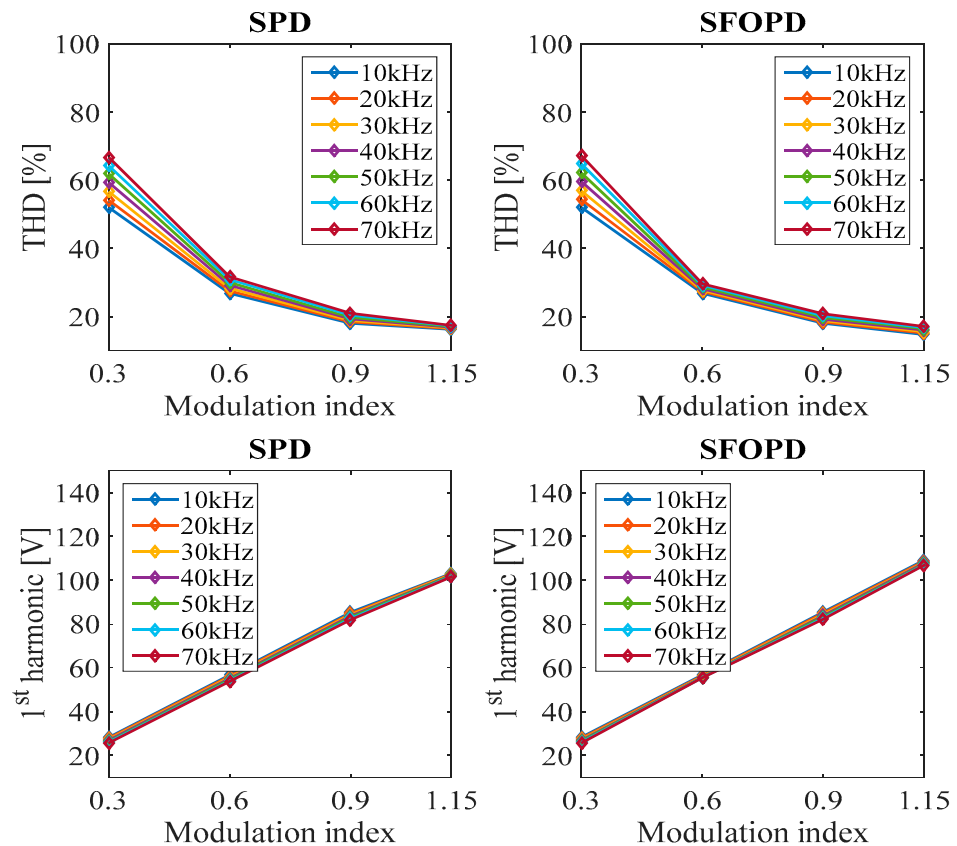 SPD
THD [%]
100
80
60
40
20
10kHz
20kHz
30kHz
40kHz
50kHz
60kHz
70kHz
0.3 0.6 0.9 1.15
Modulation index
SFOPD
THD [%]
100
80
60
40
20
10kHz
20kHz
30kHz
40kHz
50kHz
60kHz
70kHz
0.3 0.6 0.9 1.15
Modulation index
SPD
1st harmonic [V]
140
120
100
80
60
40
20
10kHz
20kHz
30kHz
40kHz
50kHz
60kHz
70kHz
0.3 0.6 0.9 1.15
Modulation index
SFOPD
1st harmonic [V]
140
120
100
80
60
40
20
10kHz
20kHz
30kHz
40kHz
50kHz
60kHz
70kHz
0.3 0.6 0.9 1.15
Modulation index